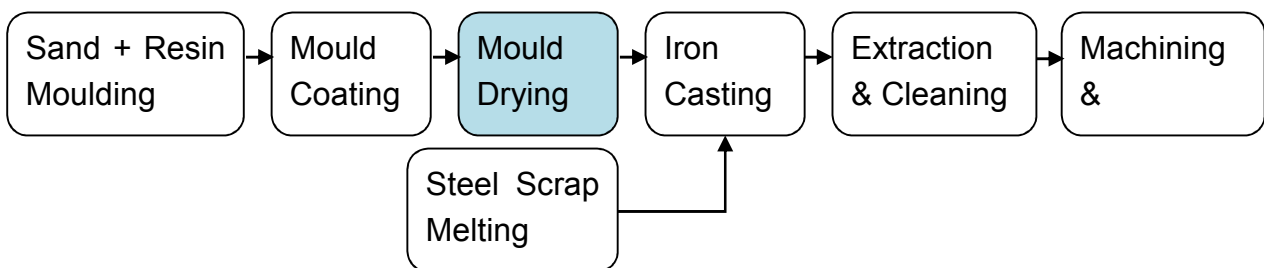 Sand + Resin
Moulding
Mould
Coating
Mould
Drying
Iron
Casting
Extraction
& Cleaning
Machining
&
Steel Scrap
Melting